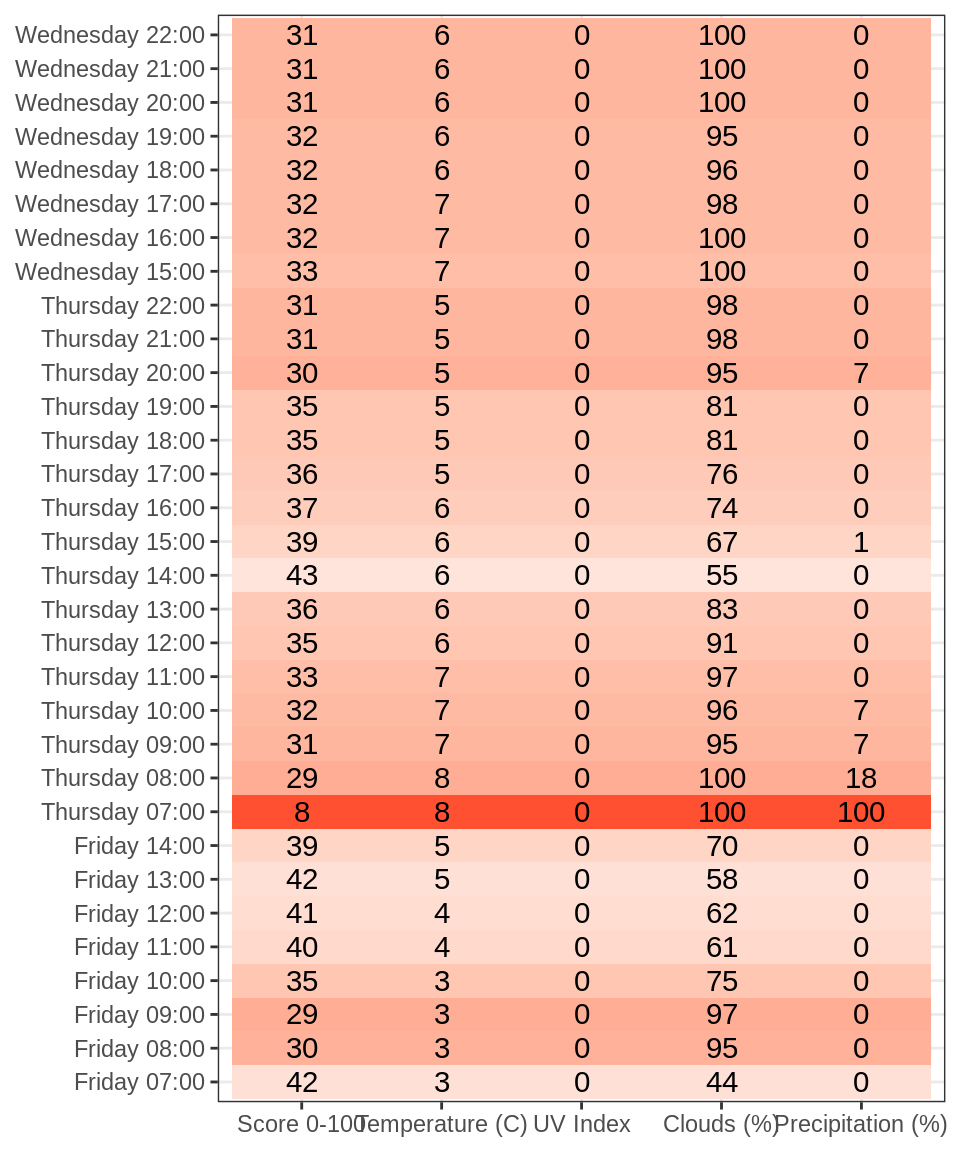 Wednesday 22:00 31 6 0 100 0
Wednesday 21:00 31 6 0 100 0
Wednesday 20:00 31 6 0 100 0
Wednesday 19:00 32 6 0 95 0
Wednesday 18:00 32 6 0 96 0
Wednesday 17:00 32 7 0 98 0
Wednesday 16:00 32 7 0 100 0
Wednesday 15:00 33 7 0 100 0
Thursday 22:00 31 5 0 98 0
Thursday 21:00 31 5 0 98 0
Thursday 20:00 30 5 0 95 7
Thursday 19:00 35 5 0 81 0
Thursday 18:00 35 5 0 81 0
Thursday 17:00 36 5 0 76 0
Thursday 16:00 37 6 0 74 0
Thursday 15:00 39 6 0 67 1
Thursday 14:00 43 6 0 55 0
Thursday 13:00 36 6 0 83 0
Thursday 12:00 35 6 0 91 0
Thursday 11:00 33 7 0 97 0
Thursday 10:00 32 7 0 96 7
Thursday 09:00 31 7 0 95 7
Thursday 08:00 29 8 0 100 18
Thursday 07:00 8 8 0 100 100
Friday 14:00 39 5 0 70 0
Friday 13:00 42 5 0 58 0
Friday 12:00 41 4 0 62 0
Friday 11:00 40 4 0 61 0
Friday 10:00 35 3 0 75 0
Friday 09:00 29 3 0 97 0
Friday 08:00 30 3 0 95 0
Friday 07:00 42 3 0 44 0
Score 0-100 Temperature (C) UV Index Clouds (%) Precipitation (%)